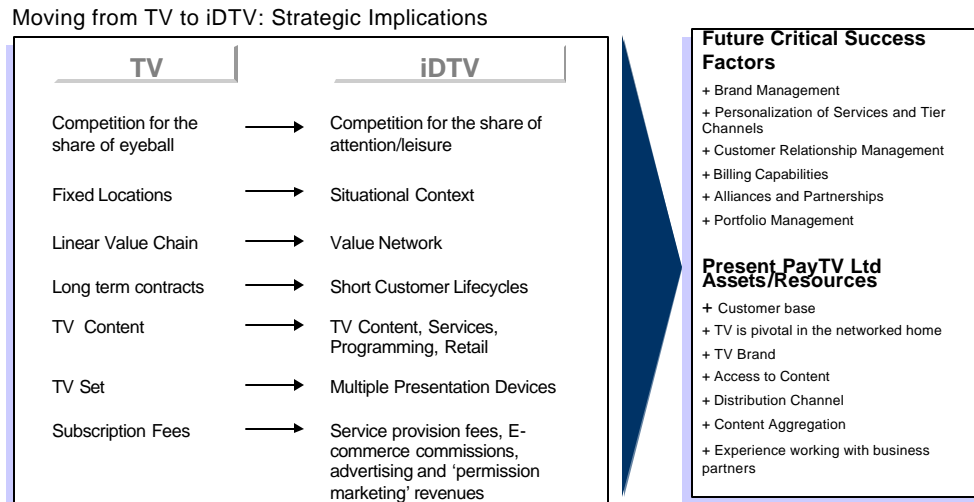 Moving from TV to iDTV: Strategic Implications
TV
iDTV
Competition for the
share of eyeball
Competition for the share of
attention/leisure
Fixed Locations
Situational Context
Linear Value Chain
Value Network
Long term contracts
Short Customer Lifecycles
TV Content
TV Content, Services,
Programming, Retail
TV Set
Multiple Presentation Devices
Subscription Fees
Service provision fees, E-
commerce commissions,
advertising and ‘permission
marketing’ revenues
Future Critical Success
Factors
+ Brand Management
+ Personalization of Services and Tier
Channels
+ Customer Relationship Management
+ Billing Capabilities
+ Alliances and Partnerships
+ Portfolio Management
Present PayTV Ltd
Assets/Resources
+ Customer base
+ TV is pivotal in the networked home
+ TV Brand
+ Access to Content
+ Distribution Channel
+ Content Aggregation
+ Experience working with business
partners